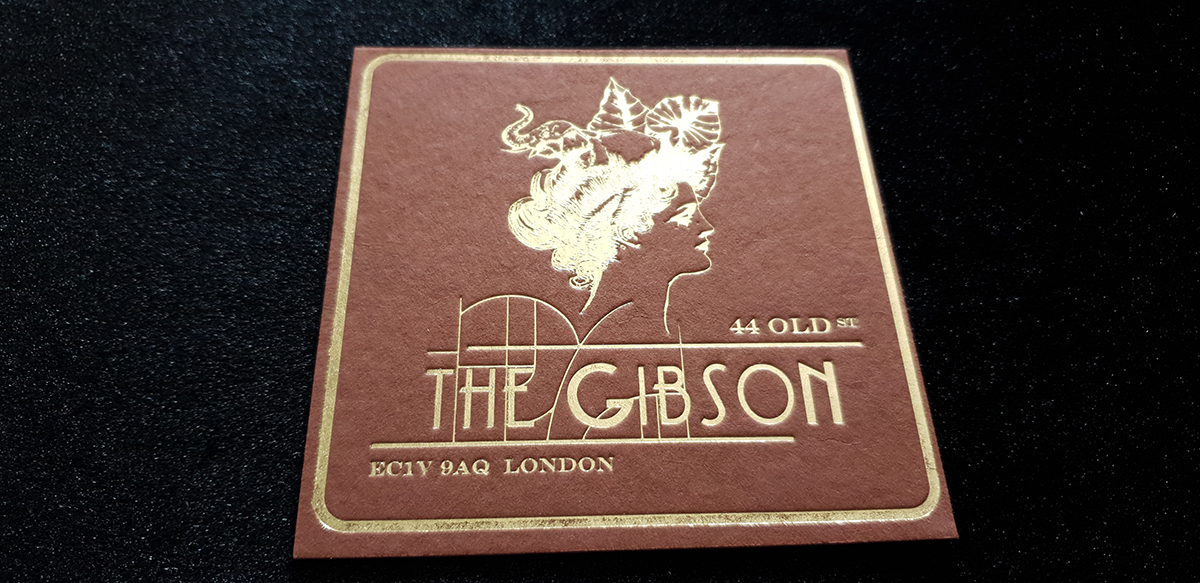 44 OLD ST
THE GIBSON
EC1V 9AQ LONDON